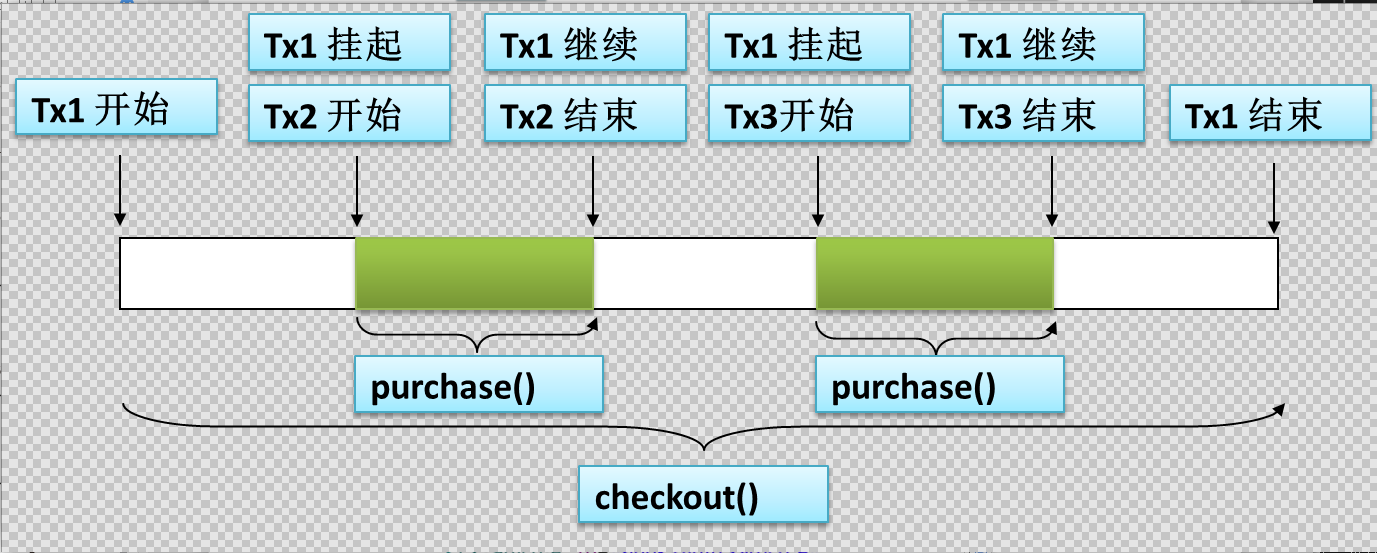 Tx1 挂起
Tx1 继续
Tx1 挂起
Tx1 继续
Tx1 开始
Tx2 开始
Tx2 结束
Tx3开始
Tx3 结束
Tx1 结束
purchase()
purchase()
checkout()